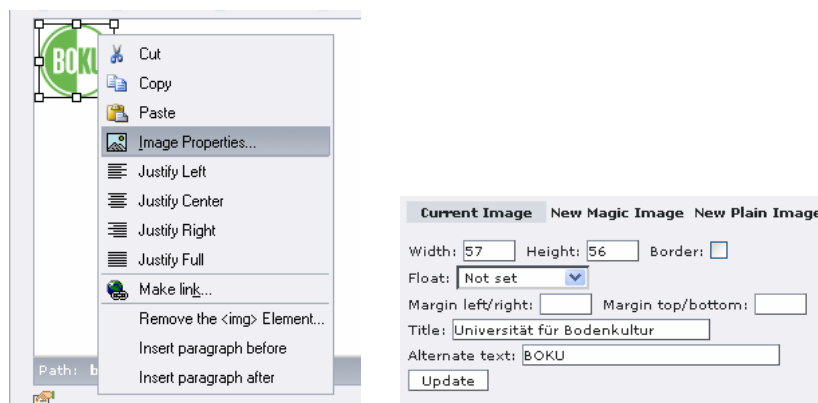 BOKU
Cut
Copy
Paste
Image Properties...
Justify Left
Justify Center
Justify Right
Justify Full
Make link...
Remove the <img> Element...
Insert paragraph before
Insert paragraph after
Path: b
Current Image New Magic Image New Plain Image
Width: 57 Height: 56 Border:
Float: Not set
Margin left/right: Margin top/bottom:
Title: Universität für Bodenkultur
Alternate text: BOKU
Update